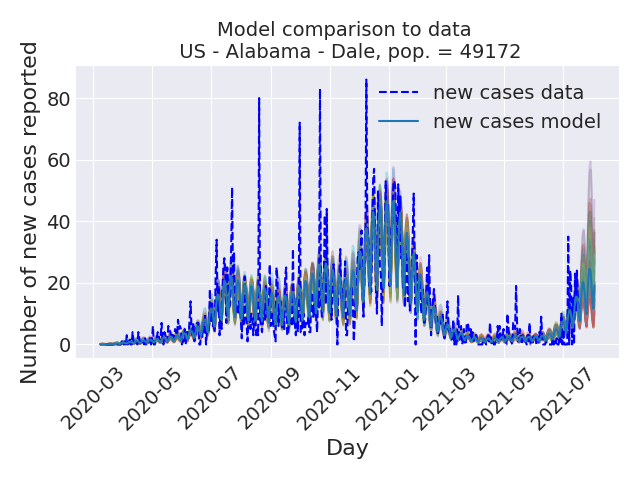 Model comparison to data
US - Alabama - Dale, pop. = 49172
Number of new cases reported
80
60
40
20
0
new cases data
new cases model
2020-03
2020-05
2020-07
2020-09
2020-11
2021-01
2021-03
2021-05
2021-07
Day